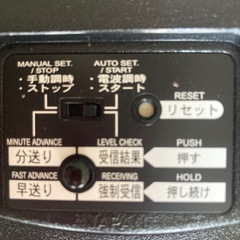 MANUAL SET.
/STOP
・手動調時
・ストップ
AUTO SET.
/START
・電波調時
・スタート
RESET
リセット
MINUTE ADVANCE
分送り
LEVEL CHECK
受信結果
PUSH
押す
FAST ADVANCE
早送り
RECEIVING
強制受信
HOLD
押し続け